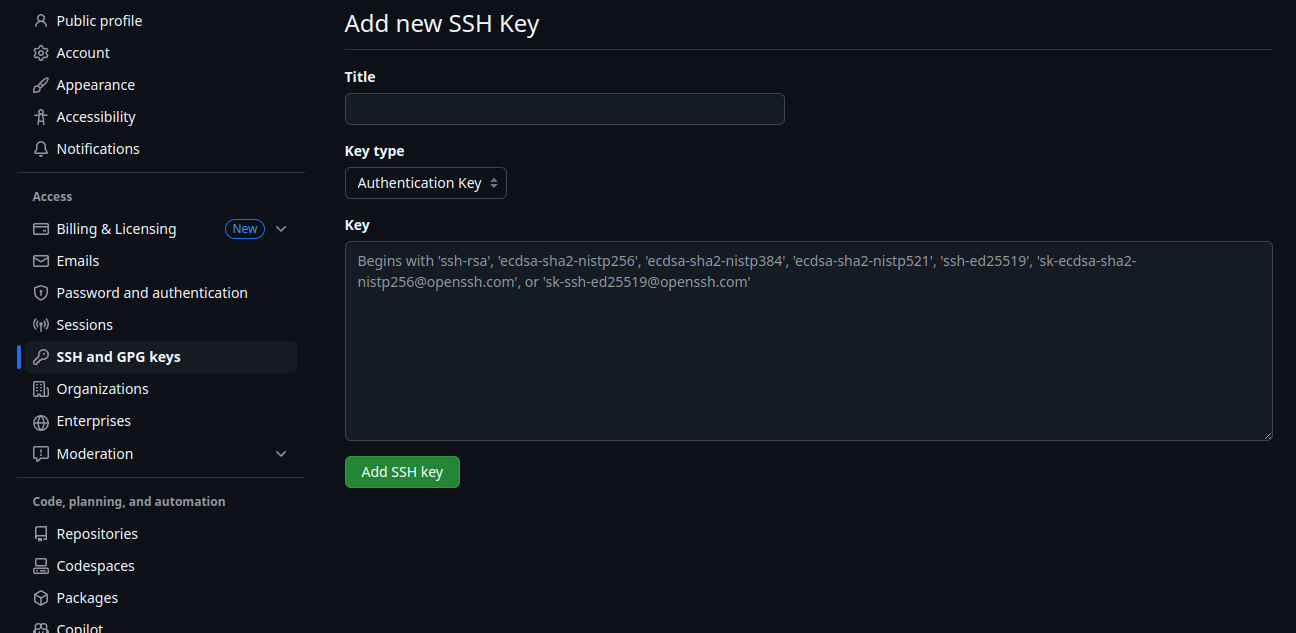 Public profile
Account
Appearance
Accessibility
Notifications
Access
Billing & Licensing New
Emails
Password and authentication
Sessions
SSH and GPG keys
Organizations
Enterprises
Moderation
Code, planning, and automation
Repositories
Codespaces
Packages
Copilot
Add new SSH Key
Title
Key type
Authentication Key
Key
Begins with 'ssh-rsa', 'ecdsa-sha2-nistp256', 'ecdsa-sha2-nistp384', 'ecdsa-sha2-nistp521', 'ssh-ed25519', 'sk-ecdsa-sha2-
nistp256@openssh.com', or 'sk-ssh-ed25519@openssh.com'
Add SSH key